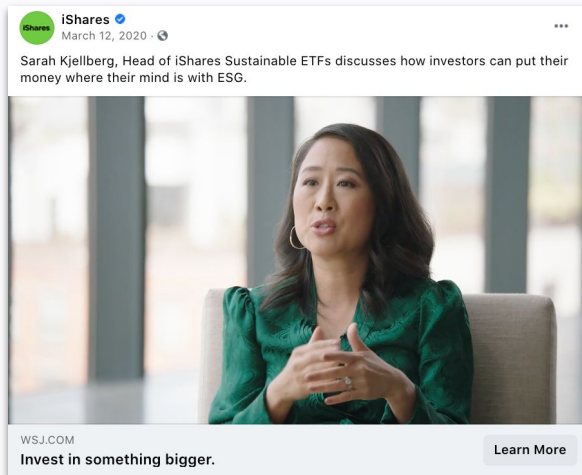 iShares
iShares
March 12, 2020 ·
Sarah Kjellberg, Head of iShares Sustainable ETFs discusses how investors can put their
money where their mind is with ESG.
WSJ.COM
Invest in something bigger.
Learn More